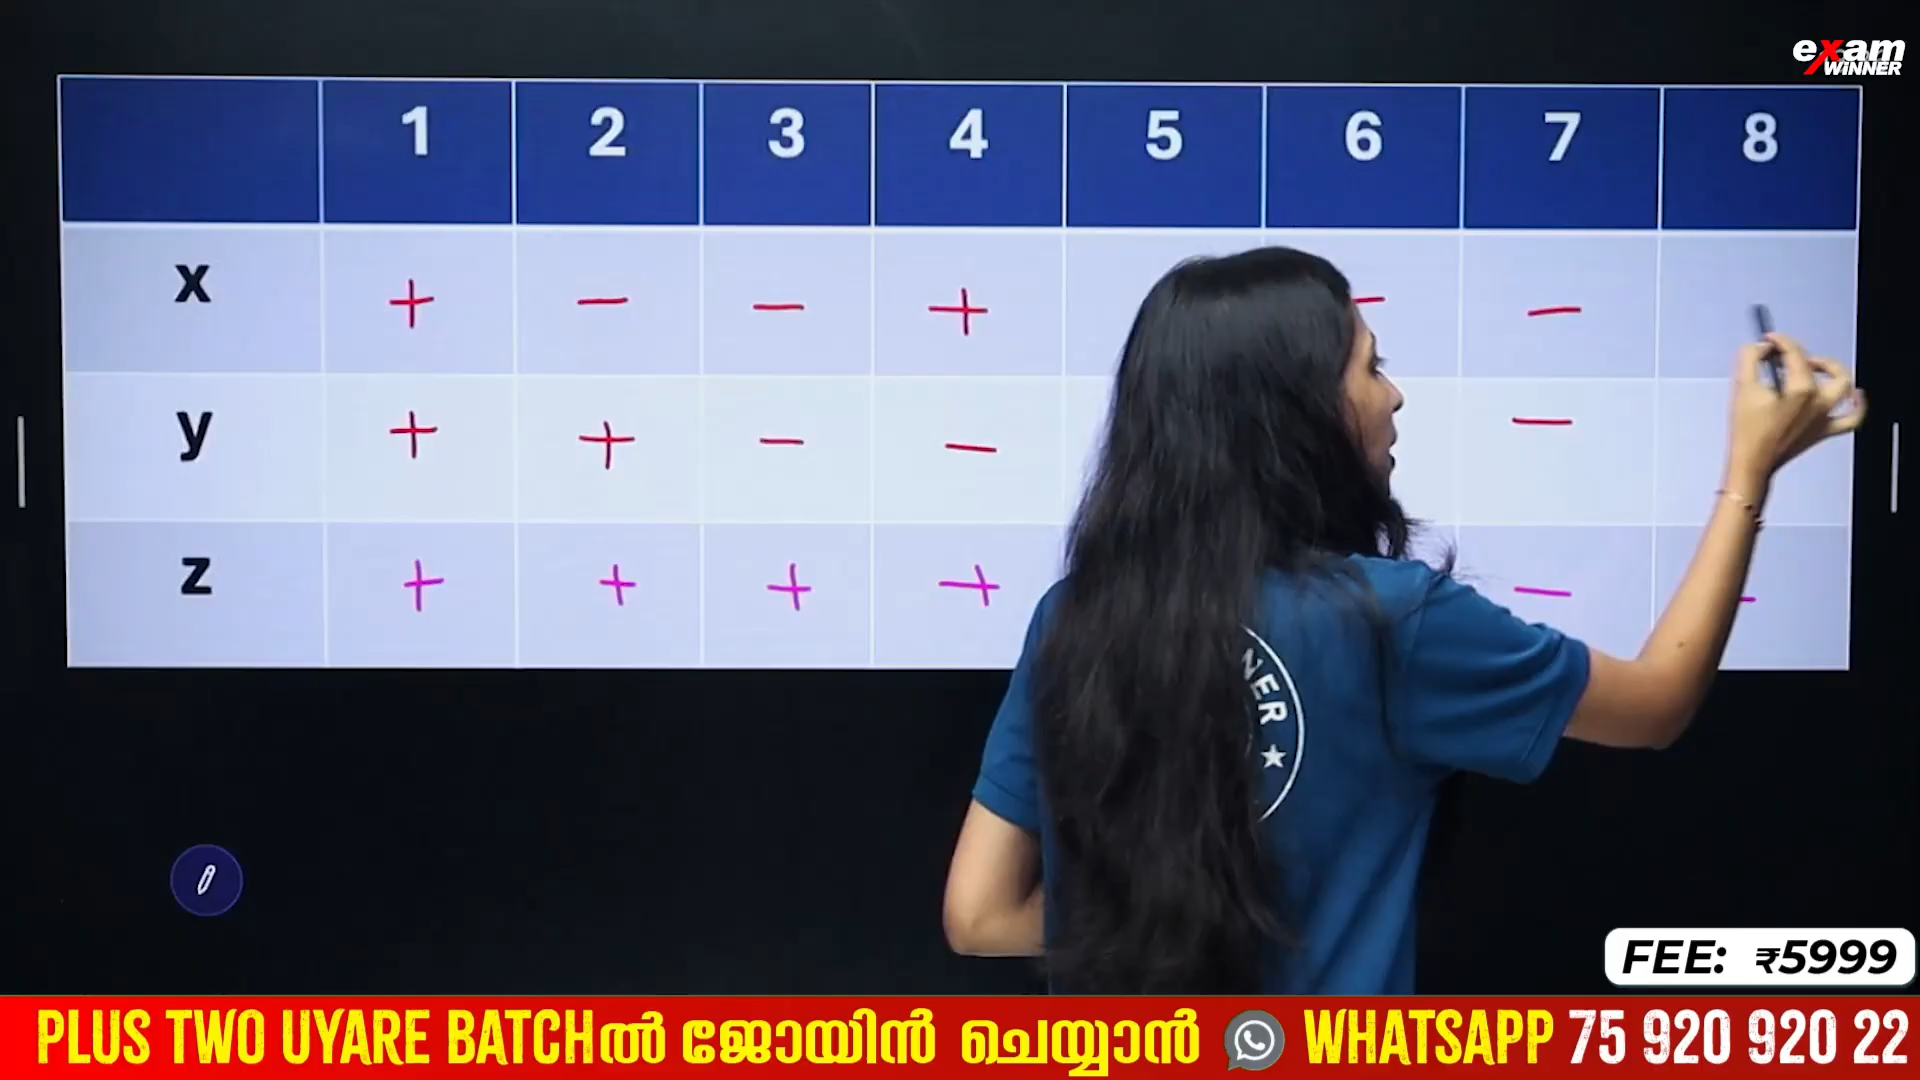 exam
WINNER
1 2 3 4 5 6 7 8
x + − − + − −
y + + − − −
z + + + + − −
NER ★
FEE: ₹5999
PLUS TWO UYARE BATCHൽ ജോയിൻ ചെയ്യാൻ WHATSAPP 75 920 920 22